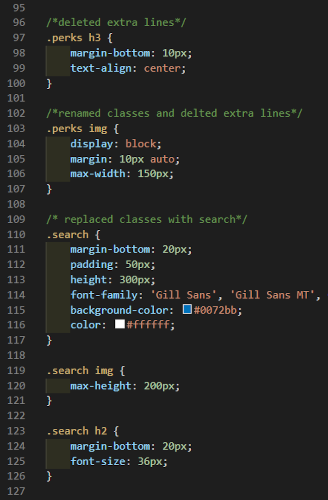 95
96 /*deleted extra lines*/
97 .perks h3 {
98 margin-bottom: 10px;
99 text-align: center;
100 }
101
102 /*renamed classes and delted extra lines*/
103 .perks img {
104 display: block;
105 margin: 10px auto;
106 max-width: 150px;
107 }
108
109 /* replaced classes with search*/
110 .search {
111 margin-bottom: 20px;
112 padding: 50px;
113 height: 300px;
114 font-family: 'Gill Sans', 'Gill Sans MT',
115 background-color: #0072bb;
116 color: #ffffff;
117 }
118
119 .search img {
120 max-height: 200px;
121 }
122
123 .search h2 {
124 margin-bottom: 20px;
125 font-size: 36px;
126 }
127